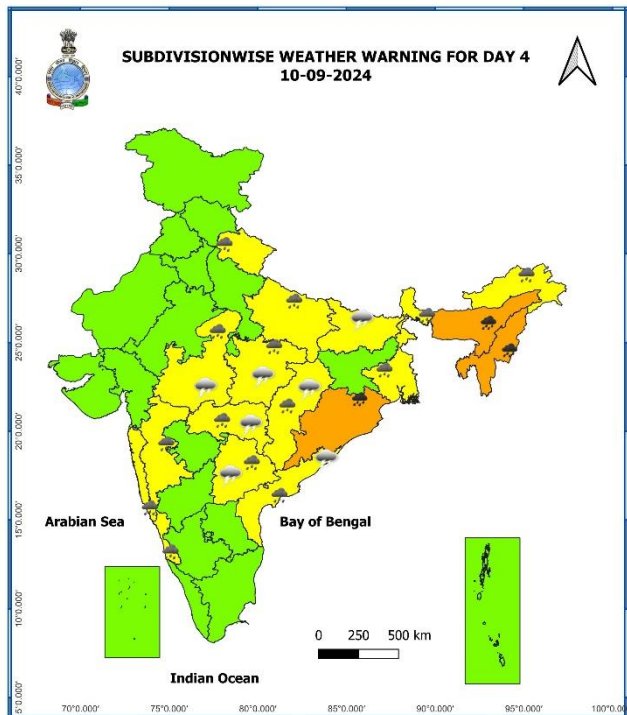 SUBDIVISIONWISE WEATHER WARNING FOR DAY 4
10-09-2024
40°0.000'
35°0.000'
30°0.000'
25°0.000'
20°0.000'
15°0.000'
10°0.000'
5°0.000'
Arabian Sea
Bay of Bengal
0 250 500 km
Indian Ocean
70°0.000' 75°0.000' 80°0.000' 85°0.000' 90°0.000' 95°0.000' 100°0.00